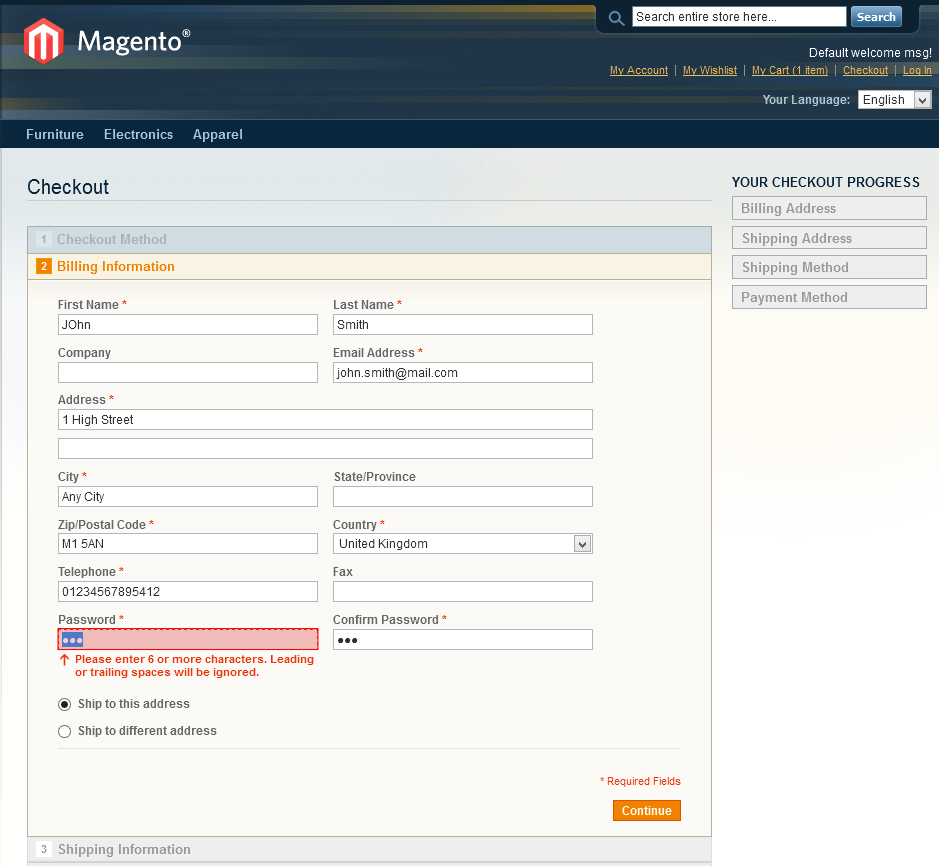 Search entire store here...
Search
Magento®
Default welcome msg!
My Account | My Wishlist | My Cart (1 item) | Checkout | Log In
Your Language: English
Furniture Electronics Apparel
Checkout
1 Checkout Method
2 Billing Information
First Name * Last Name *
JOhn Smith
Company Email Address *
john.smith@mail.com
Address *
1 High Street
City * State/Province
Any City
Zip/Postal Code * Country *
M1 5AN United Kingdom
Telephone * Fax
01234567895412
Password * Confirm Password *
••• •••
Please enter 6 or more characters. Leading
or trailing spaces will be ignored.
Ship to this address
Ship to different address
* Required Fields
Continue
3 Shipping Information
YOUR CHECKOUT PROGRESS
Billing Address
Shipping Address
Shipping Method
Payment Method